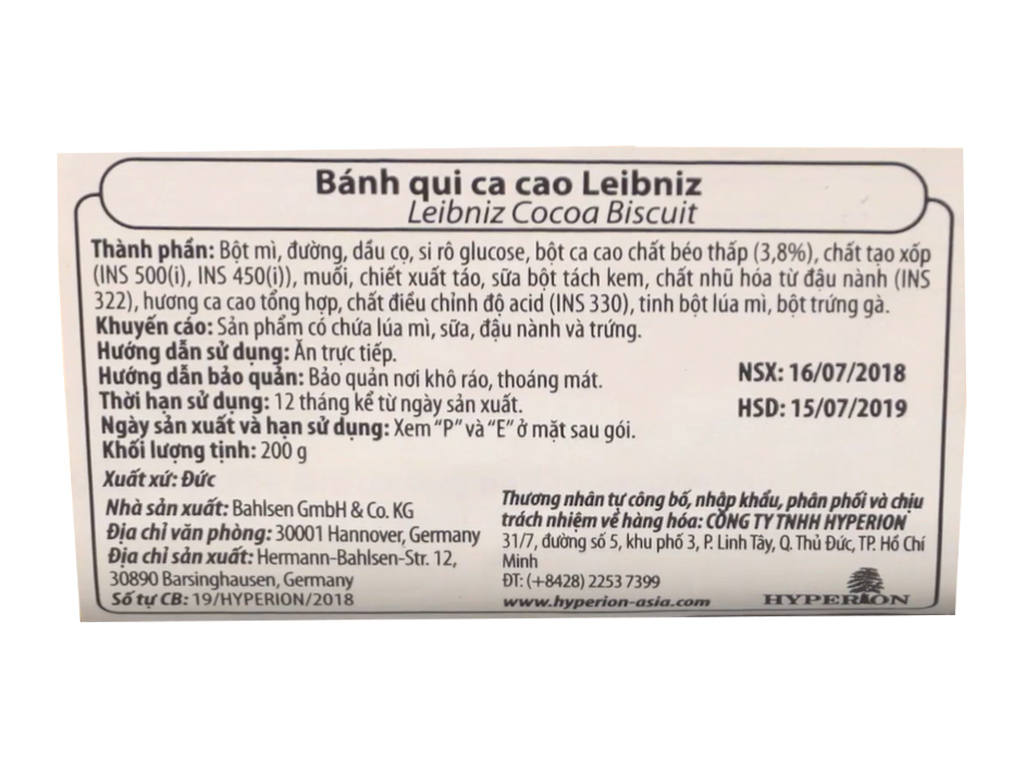 Bánh qui ca cao Leibniz
Leibniz Cocoa Biscuit
Thành phần: Bột mì, đường, dầu cọ, si rô glucose, bột ca cao chất béo thấp (3,8%), chất tạo xốp
(INS 500(i), INS 450(i)), muối, chiết xuất táo, sữa bột tách kem, chất nhũ hóa từ đậu nành (INS
322), hương ca cao tổng hợp, chất điều chỉnh độ acid (INS 330), tinh bột lúa mì, bột trứng gà.
Khuyến cáo: Sản phẩm có chứa lúa mì, sữa, đậu nành và trứng.
Hướng dẫn sử dụng: Ăn trực tiếp.
Hướng dẫn bảo quản: Bảo quản nơi khô ráo, thoáng mát.
Thời hạn sử dụng: 12 tháng kể từ ngày sản xuất.
Ngày sản xuất và hạn sử dụng: Xem "P" và "E" ở mặt sau gói.
Khối lượng tịnh: 200 g
NSX: 16/07/2018
HSD: 15/07/2019
Xuất xứ: Đức
Nhà sản xuất: Bahlsen GmbH & Co. KG
Địa chỉ văn phòng: 30001 Hannover, Germany
Địa chỉ sản xuất: Hermann-Bahlsen-Str. 12,
30890 Barsinghausen, Germany
Số tự CB: 19/HYPERION/2018
Thương nhân tự công bố, nhập khẩu, phân phối và chịu
trách nhiệm về hàng hóa: CÔNG TY TNHH HYPERION
31/7, đường số 5, khu phố 3, P. Linh Tây, Q. Thủ Đức, TP. Hồ Chí
Minh
ĐT: (+8428) 2253 7399
www.hyperion-asia.com
HYPERION